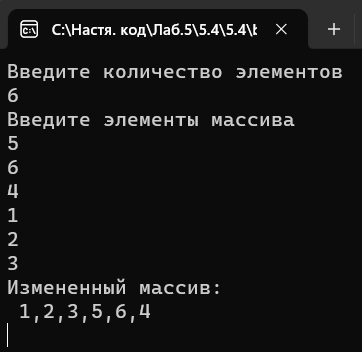 C:\Настя. код\Лаб.5\5.4\5.4\b
Введите количество элементов
6
Введите элементы массива
5
6
4
1
2
3
Измененный массив:
1,2,3,5,6,4